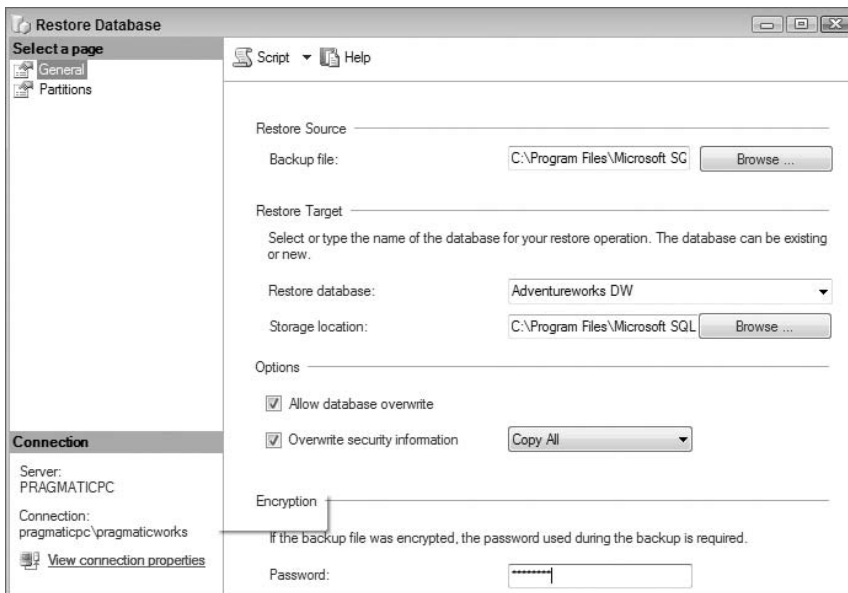 Restore Database
Select a page
General
Partitions
Script
Help
Restore Source
Backup file:
C:\Program Files\Microsoft SQ
Browse ...
Restore Target
Select or type the name of the database for your restore operation. The database can be existing
or new.
Restore database:
Adventureworks DW
Storage location:
C:\Program Files\Microsoft SQL
Browse ...
Options
Allow database overwrite
Overwrite security information
Copy All
Connection
Server:
PRAGMATICPC
Connection:
pragmaticpc\pragmaticworks
View connection properties
Encryption
If the backup file was encrypted, the password used during the backup is required.
Password:
********